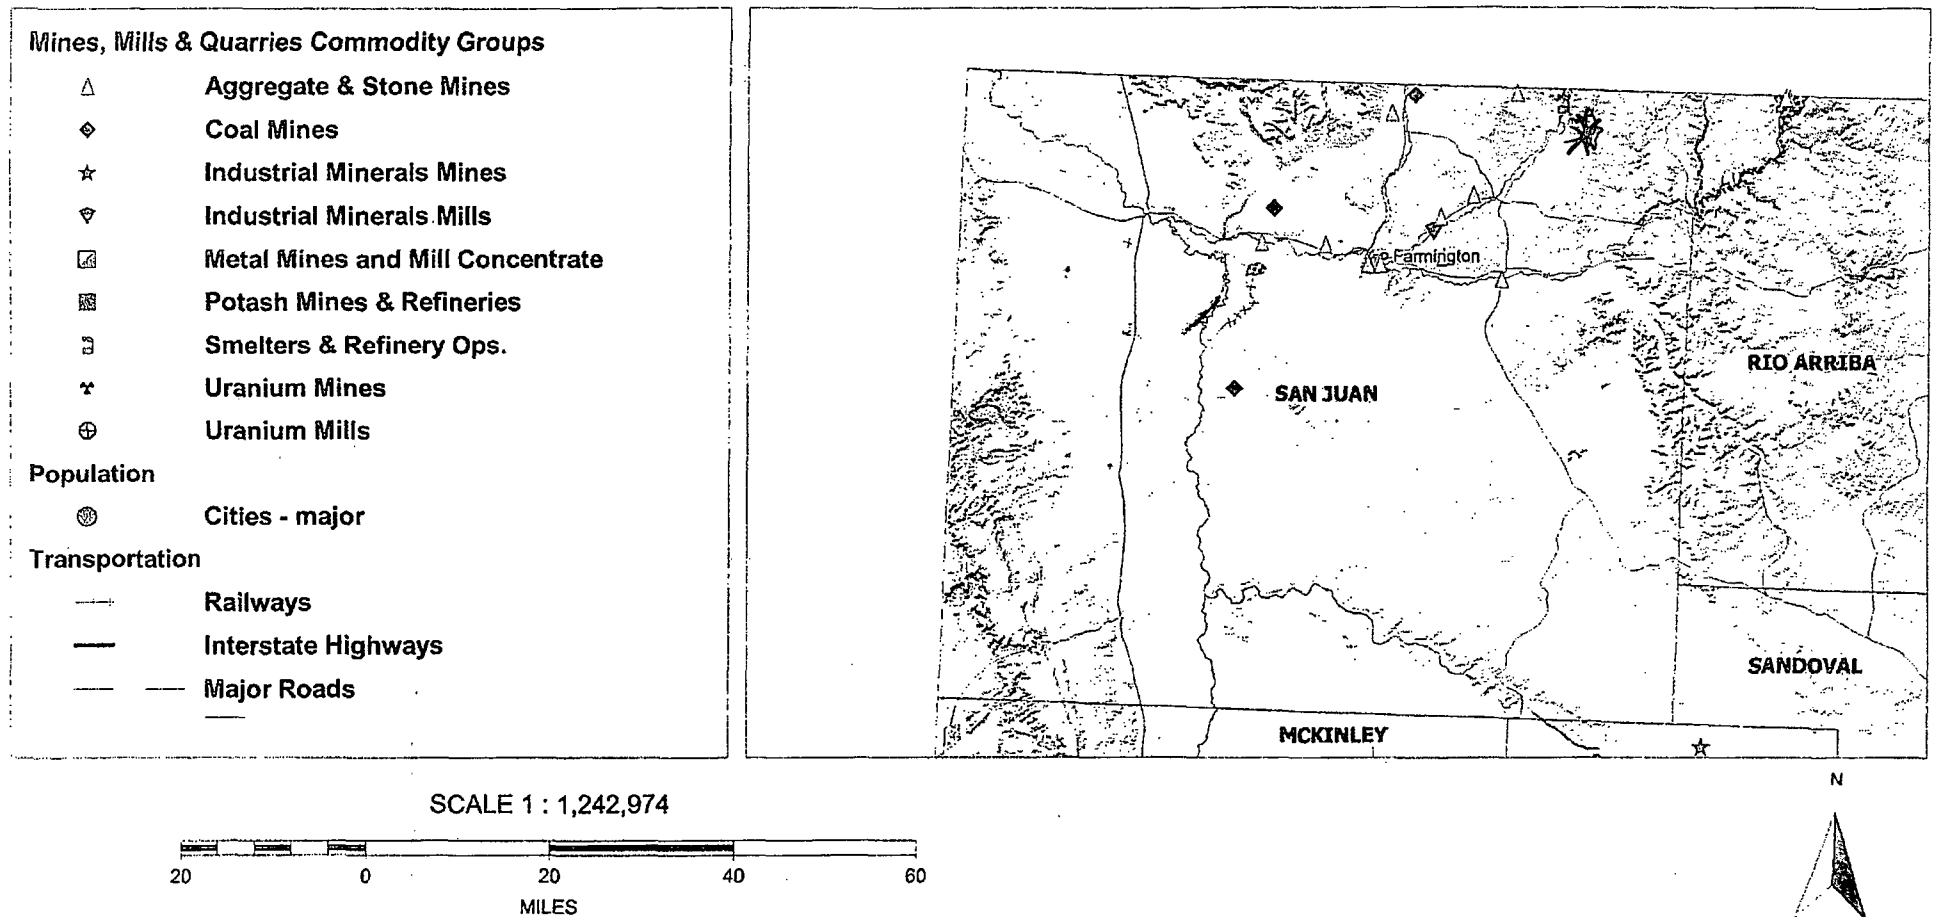 Mines, Mills & Quarries Commodity Groups
Aggregate & Stone Mines
Coal Mines
Industrial Minerals Mines
Industrial Minerals Mills
Metal Mines and Mill Concentrate
Potash Mines & Refineries
Smelters & Refinery Ops.
Uranium Mines
Uranium Mills
Population
Cities - major
Transportation
Railways
Interstate Highways
Major Roads
Farmington
RIO ARRIBA
SAN JUAN
SANDOVAL
MCKINLEY
N
SCALE 1 : 1,242,974
20 0 20 40 60
MILES